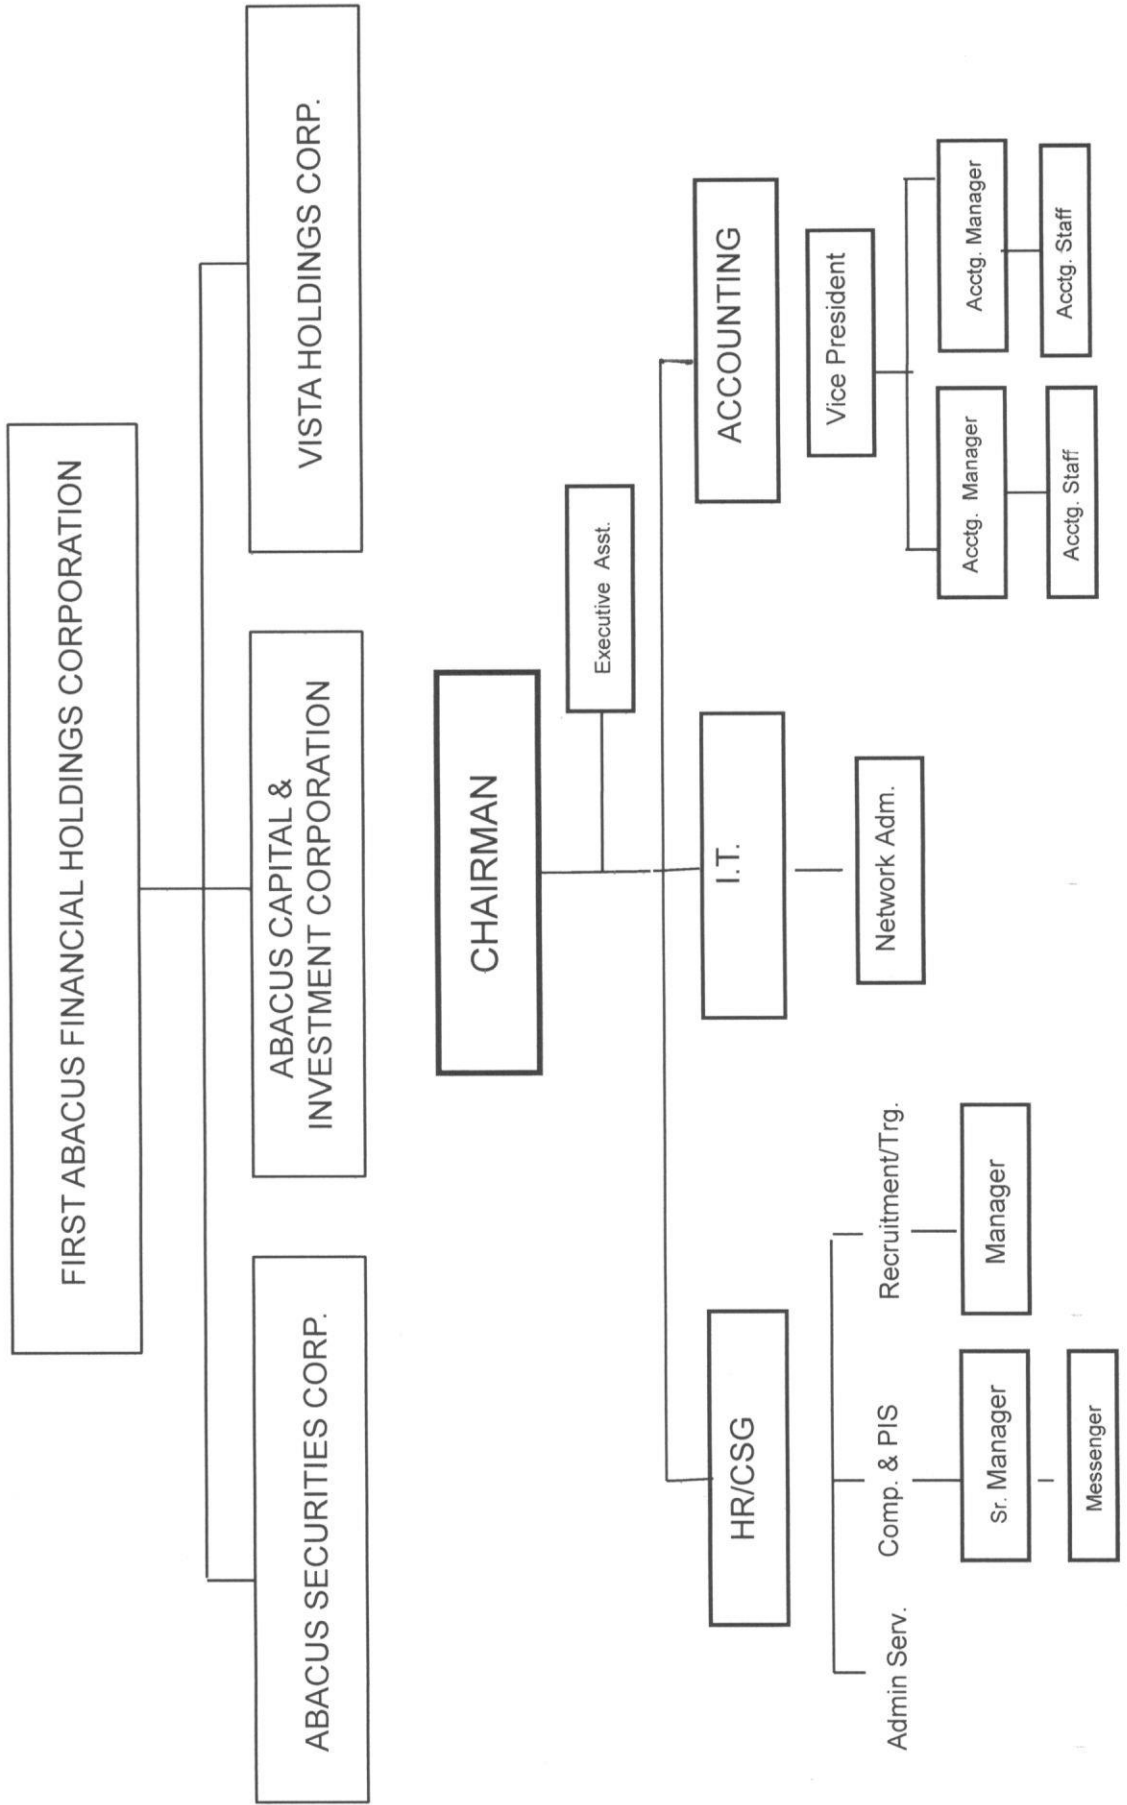 FIRST ABACUS FINANCIAL HOLDINGS CORPORATION
ABACUS SECURITIES CORP.
ABACUS CAPITAL &
INVESTMENT CORPORATION
VISTA HOLDINGS CORP.
CHAIRMAN
Executive Asst.
HR/CSG
I.T.
ACCOUNTING
Vice President
Network Adm.
Admin Serv.
Comp. & PIS
Recruitment/Trg.
Sr. Manager
Manager
Acctg. Manager
Acctg. Manager
Messenger
Acctg. Staff
Acctg. Staff